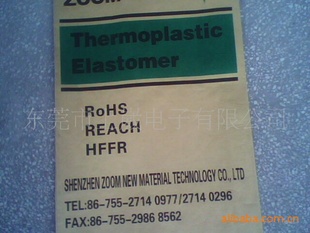 ZOOM
Thermoplastic
Elastomer
RoHS
REACH
HFFR
SHENZHEN ZOOM NEW MATERIAL TECHNOLOGY CO., LTD
TEL:86-755-2714 0977/2714 0296
FAX:86-755-2986 8562